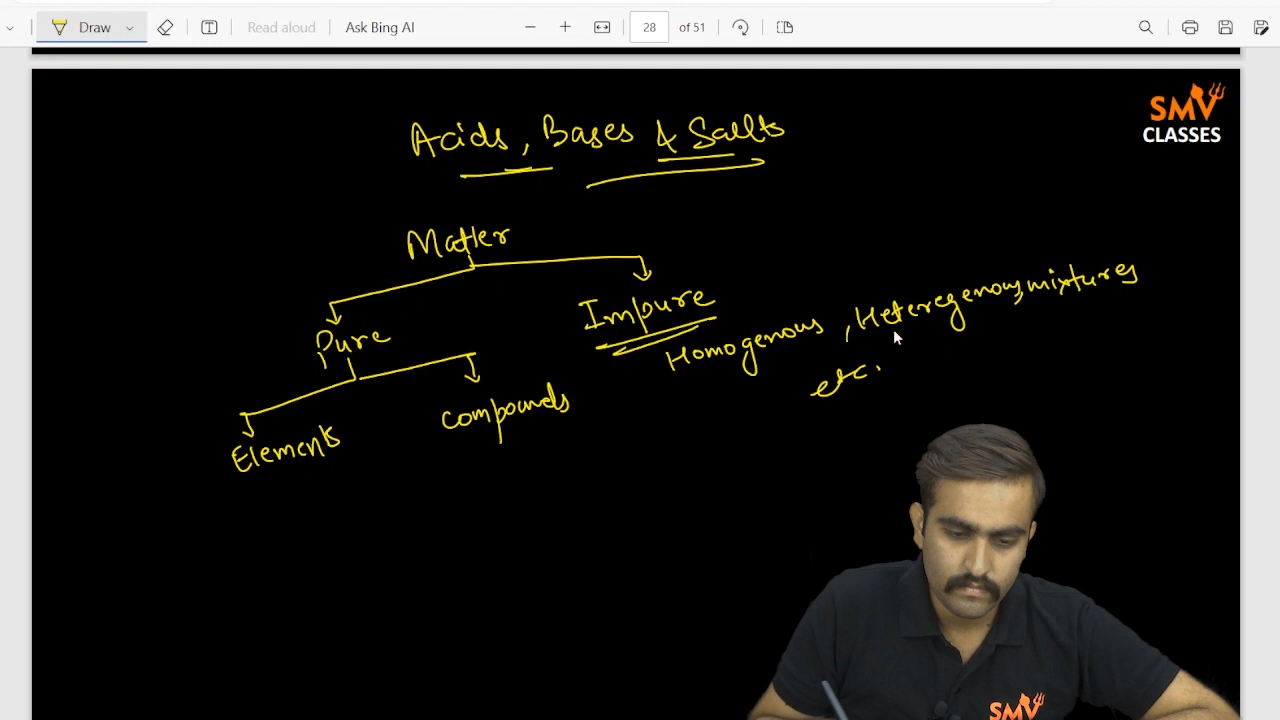 Draw
Read aloud
Ask Bing AI
28
of 51
SMV
CLASSES
Acids, Bases & Salts
Matter
Pure
Impure
Homogenous, Heteregenous, mixtures
etc.
Elements
Compounds
SMV